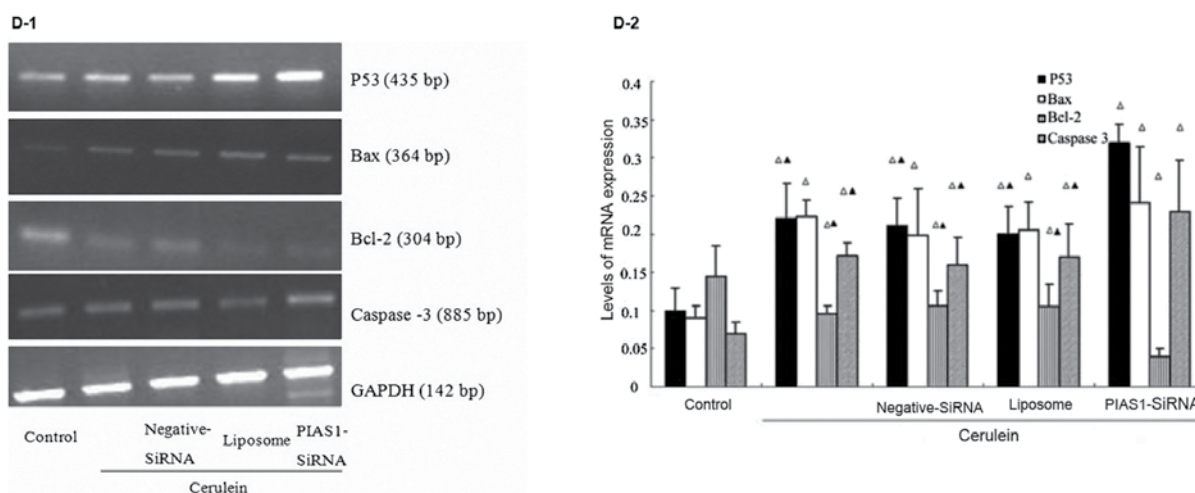 D-1
P53 (435 bp)
Bax (364 bp)
Bcl-2 (304 bp)
Caspase -3 (885 bp)
GAPDH (142 bp)
Control
Negative-
SiRNA
Liposome
PIAS1-
SiRNA
Cerulein
D-2
Levels of mRNA expression
0.4
0.35
0.3
0.25
0.2
0.15
0.1
0.05
0
P53
Bax
Bcl-2
Caspase 3
Control
Negative-SiRNA
Liposome
PIAS1-SiRNA
Cerulein